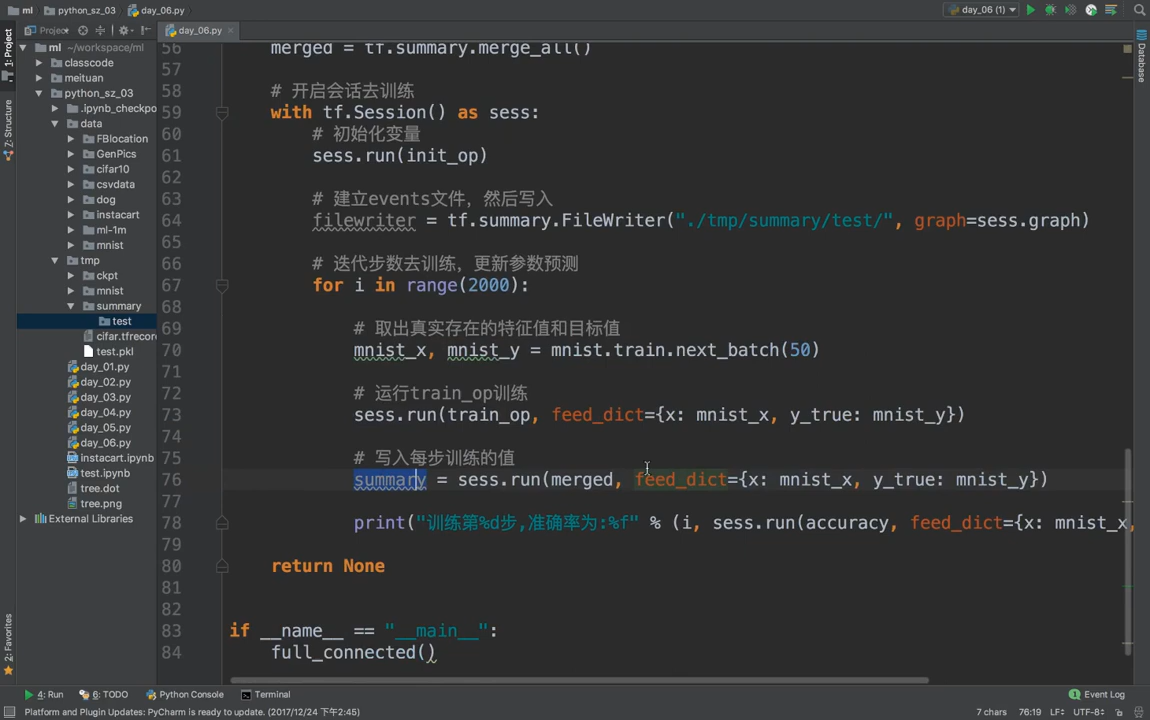 ml python_sz_03 day_06.py
day_06 (1)
Project
day_06.py
1: Project
Z: Structure
2: Favorites
Database
ml ~/web/ml
classcode
meituan
python_sz_03
.ipynb_checkpo
data
FBlocation
GenPics
cifar10
csvdata
dog
instacart
ml-1m
mnist
tmp
ckpt
mnist
summary
test
cifar.tfrecor
test.pkl
day_01.py
day_02.py
day_03.py
day_04.py
day_05.py
day_06.py
instacart.ipynb
test.ipynb
tree.dot
tree.png
External Libraries
56 merged = tf.summary.merge_all()
57
58 # 开启会话去训练
59 with tf.Session() as sess:
60 # 初始化变量
61 sess.run(init_op)
62
63 # 建立events文件，然后写入
64 filewriter = tf.summary.FileWriter("./tmp/summary/test/", graph=sess.graph)
65
66 # 迭代步数去训练，更新参数预测
67 for i in range(2000):
68
69 # 取出真实存在的特征值和目标值
70 mnist_x, mnist_y = mnist.train.next_batch(50)
71
72 # 运行train_op训练
73 sess.run(train_op, feed_dict={x: mnist_x, y_true: mnist_y})
74
75 # 写入每步训练的值
76 summary = sess.run(merged, feed_dict={x: mnist_x, y_true: mnist_y})
77
78 print("训练第%d步,准确率为:%f" % (i, sess.run(accuracy, feed_dict={x: mnist_x,
79
80 return None
81
82
83 if __name__ == "__main__":
84 full_connected()
4: Run 6: TODO Python Console Terminal Event Log
Platform and Plugin Updates: PyCharm is ready to update. (2017/12/24 下午2:45) 7 chars 76:19 LF÷ UTF-8÷